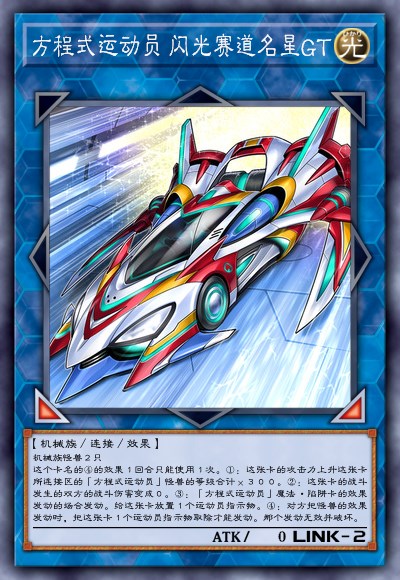 方程式运动员 闪光赛道名星GT
ひかり
光
【机械族／连接／效果】
机械族怪兽2只
这个卡名的④的效果1回合只能使用1次。①：这张卡的攻击力上升这张卡
所连接区的「方程式运动员」怪兽的等级合计×300。②：这张卡的战斗
发生的双方的战斗伤害变成0。③：「方程式运动员」魔法·陷阱卡的效果
发动的场合发动。给这张卡放置1个运动员指示物。④：对方把怪兽的效果
发动时，把这张卡1个运动员指示物取除才能发动。那个发动无效并破坏。
ATK/ 0 LINK-2